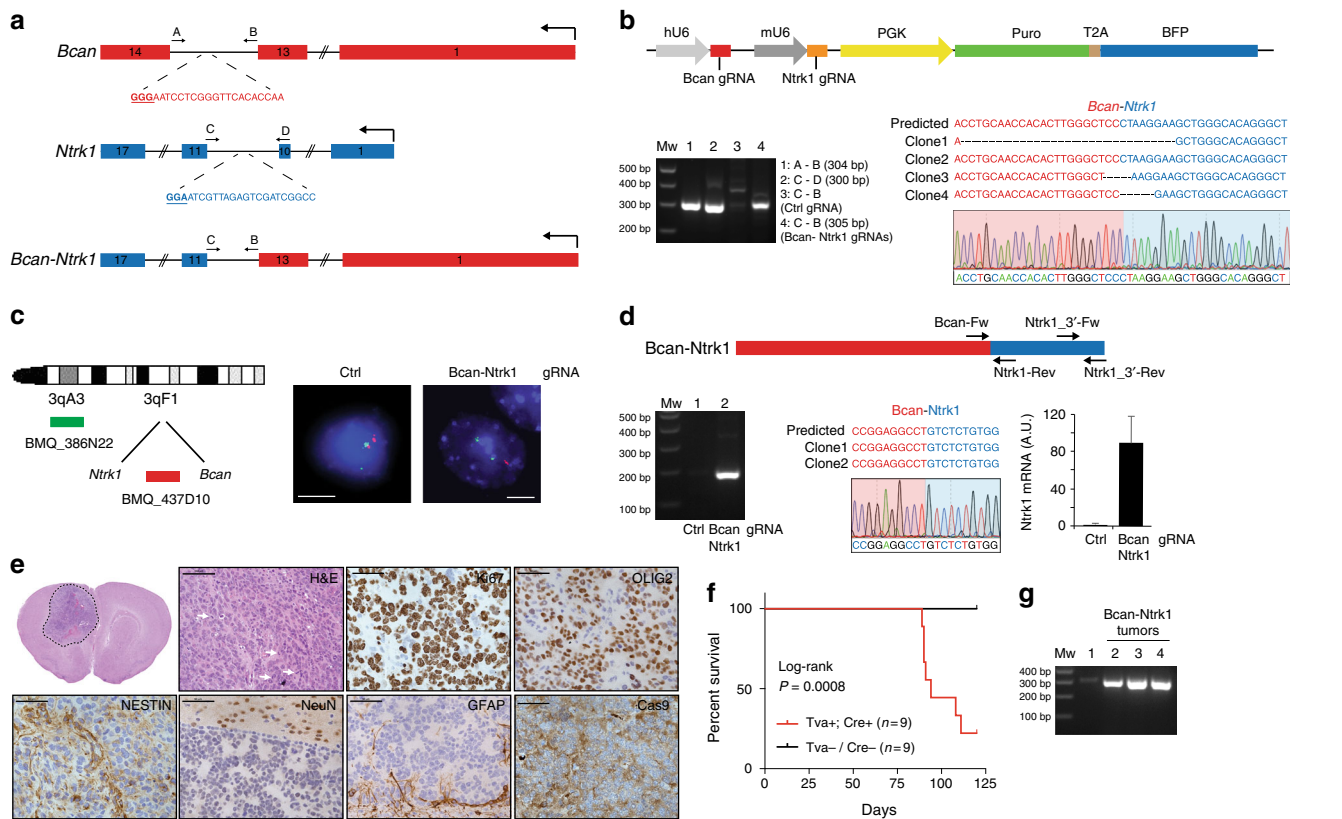 a
A
B
Bcan
14
13
1
GGGAATCCTCGGGTTCACACCAA
C
D
Ntrk1
17
11
10
1
GGAATCGTTAGAGTCGATCGGCC
C
B
Bcan-Ntrk1
17
11
13
1
b
hU6
mU6
PGK
Puro
T2A
BFP
Bcan gRNA
Ntrk1 gRNA
Mw 1 2 3 4
500 bp
400 bp
300 bp
200 bp
1: A - B (304 bp)
2: C - D (300 bp)
3: C - B
(Ctrl gRNA)
4: C - B (305 bp)
(Bcan- Ntrk1 gRNAs)
Bcan-Ntrk1
Predicted ACCTGCAACCACACTTGGGCTCCCTAAGGAAGCTGGGCACAGGGCT
Clone1 A------------------------------GCTGGGCACAGGGCT
Clone2 ACCTGCAACCACACTTGGGCTCCCTAAGGAAGCTGGGCACAGGGCT
Clone3 ACCTGCAACCACACTTGGGCT-----AAGGAAGCTGGGCACAGGGCT
Clone4 ACCTGCAACCACACTTGGGCTCC------GAAGCTGGGCACAGGGCT
ACCTGCAACCACACTTGGGCTCCCTAAGGAAGCTGGGCACAGGGCT
c
3qA3
3qF1
BMQ_386N22
Ntrk1
Bcan
BMQ_437D10
Ctrl
Bcan-Ntrk1 gRNA
d
Bcan-Fw
Ntrk1_3′-Fw
Bcan-Ntrk1
Ntrk1-Rev
Ntrk1_3′-Rev
Mw 1 2
500 bp
400 bp
300 bp
200 bp
100 bp
Ctrl Bcan gRNA
Ntrk1
Bcan-Ntrk1
Predicted CCGGAGGCCTGTCTCTGTGG
Clone1 CCGGAGGCCTGTCTCTGTGG
Clone2 CCGGAGGCCTGTCTCTGTGG
CCGGAGGCCTGTCTCTGTGG
Ntrk1 mRNA (A.U.)
120
80
40
0
Ctrl
Bcan gRNA
Ntrk1
e
H&E
Ki67
OLIG2
NESTIN
NeuN
GFAP
Cas9
f
Percent survival
100
50
0
Log-rank
P = 0.0008
Tva+; Cre+ (n=9)
Tva– / Cre– (n=9)
0 25 50 75 100 125
Days
g
Bcan-Ntrk1
tumors
Mw 1 2 3 4
400 bp
300 bp
200 bp
100 bp